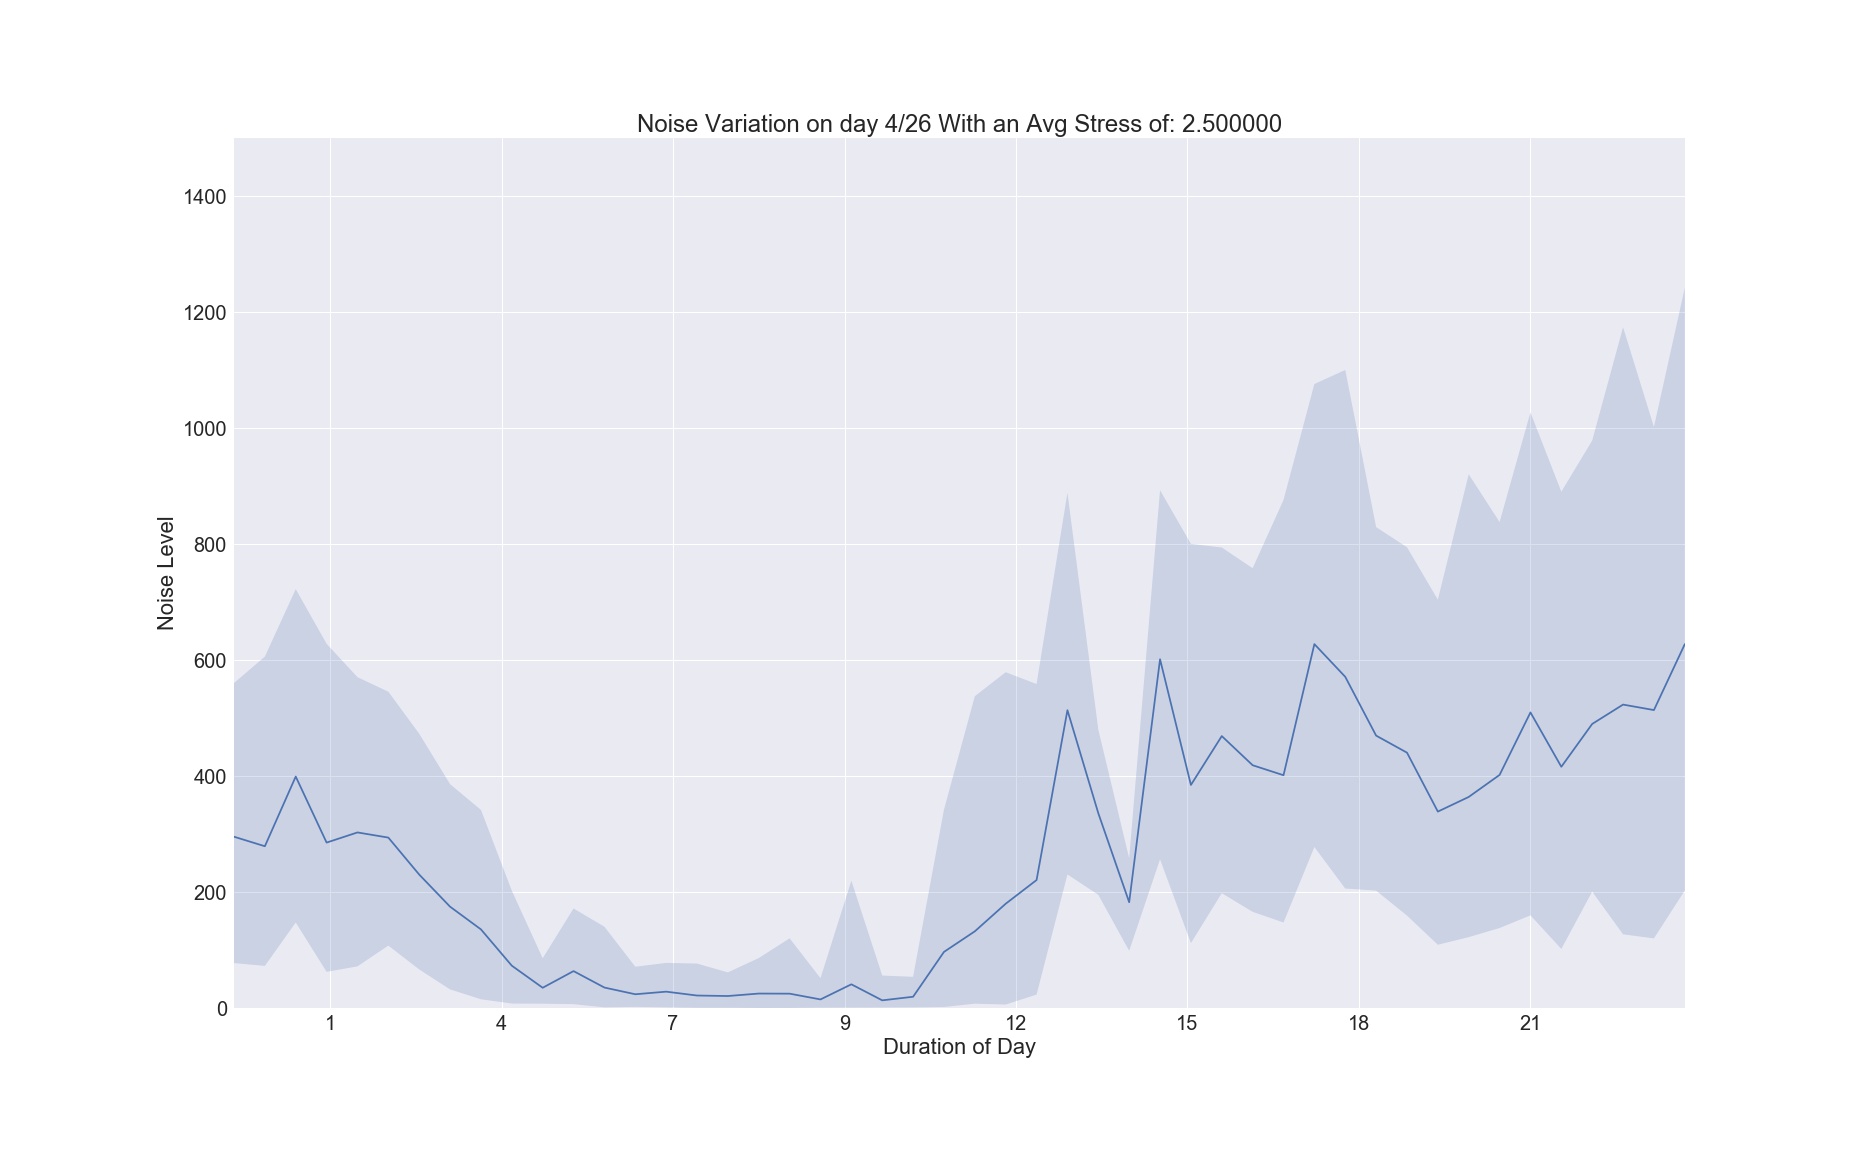 Noise Variation on day 4/26 With an Avg Stress of: 2.500000
1400
1200
1000
800
600
400
200
0
Noise Level
1 4 7 9 12 15 18 21
Duration of Day